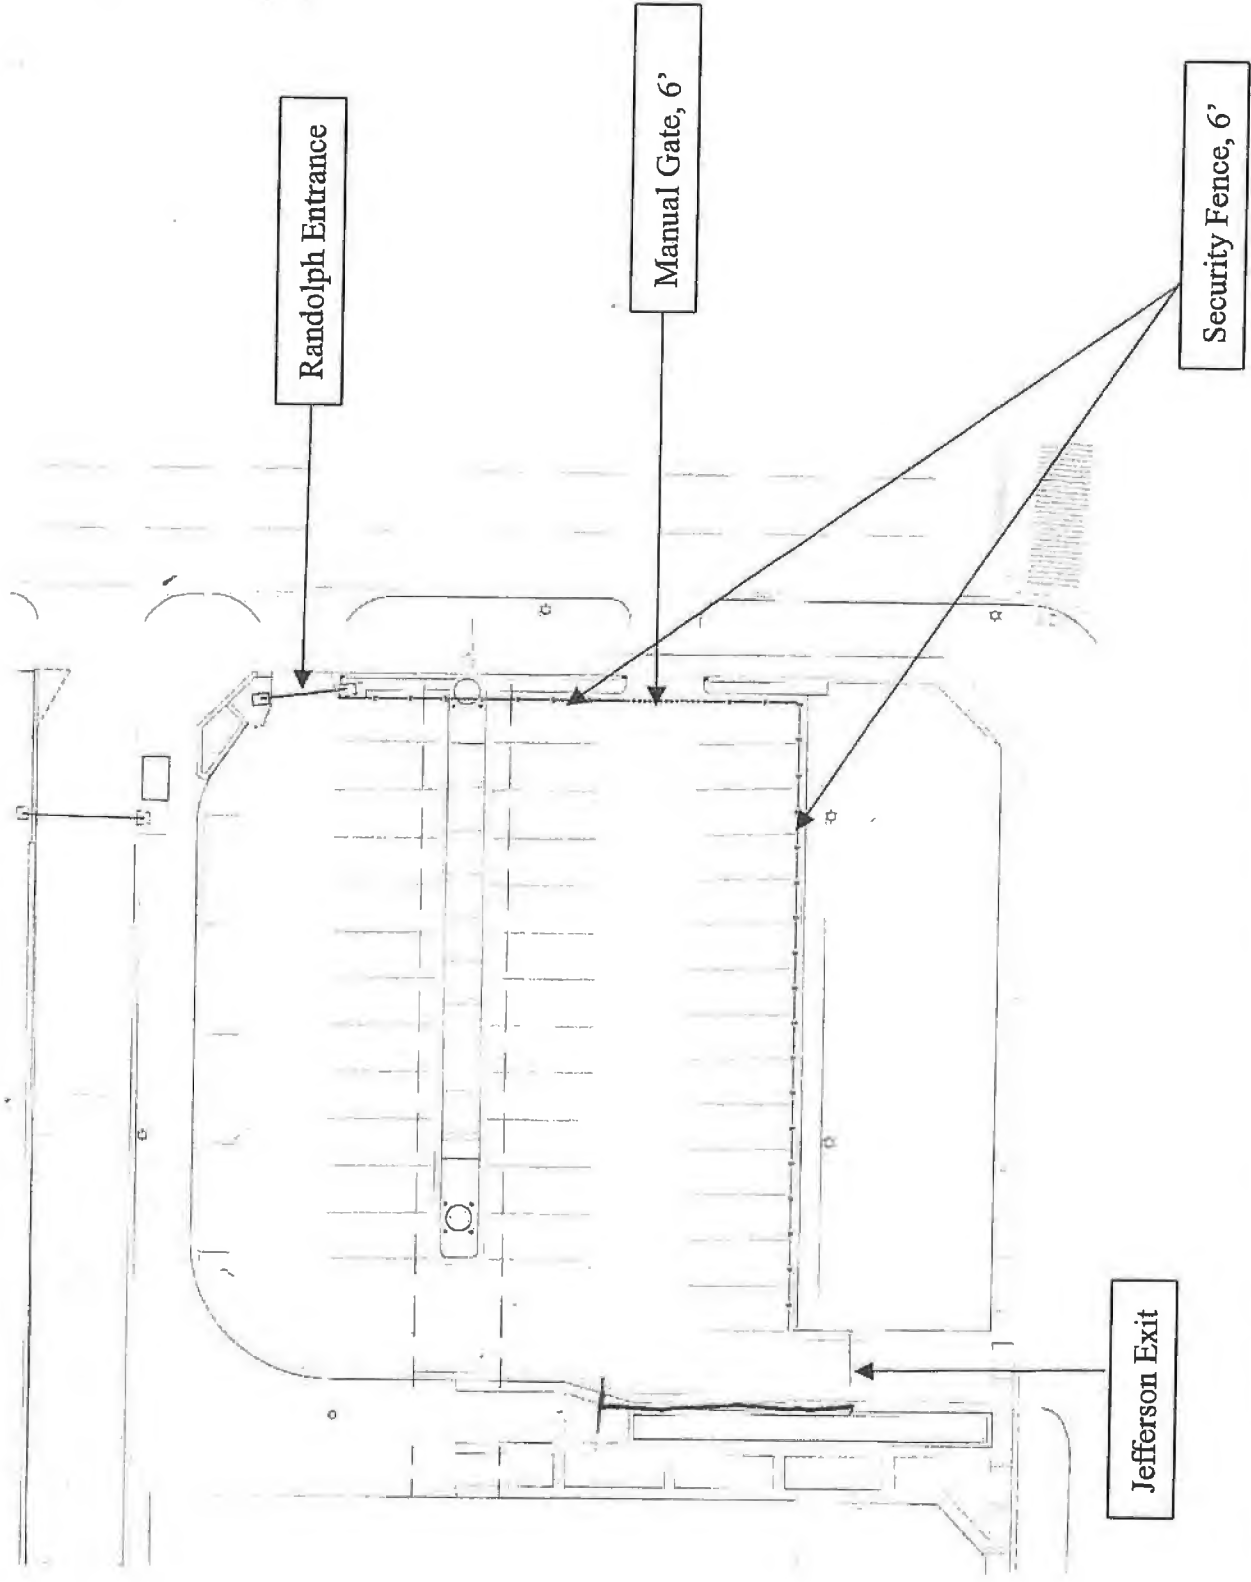 Randolph Entrance
Manual Gate, 6’
Security Fence, 6’
Jefferson Exit